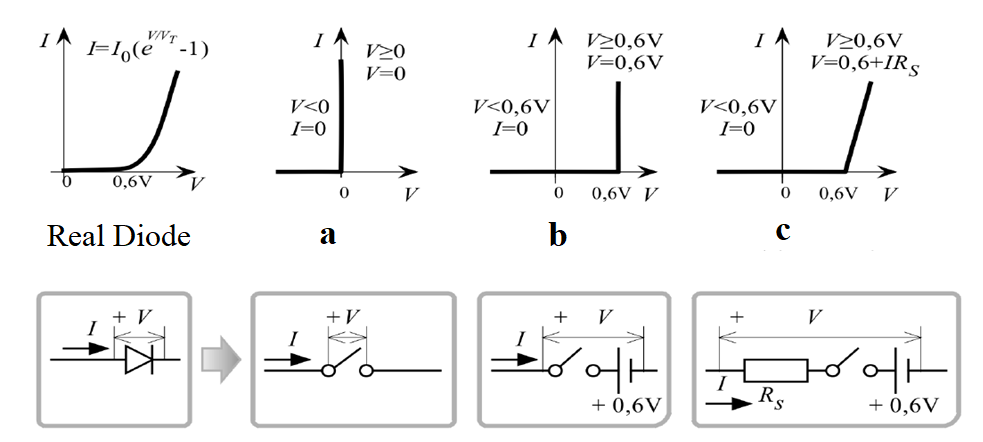 I
I=I0(e^V/VT-1)
0
0,6V
V
Real Diode
I
V≥0
V=0
V<0
I=0
0
V
a
I
V≥0,6V
V=0,6V
V<0,6V
I=0
0
0,6V
V
b
I
V≥0,6V
V=0,6+IRS
V<0,6V
I=0
0
0,6V
V
c
+ V
I
+ V
I
+ V
I
+ 0,6V
+ V
I
RS
+ 0,6V